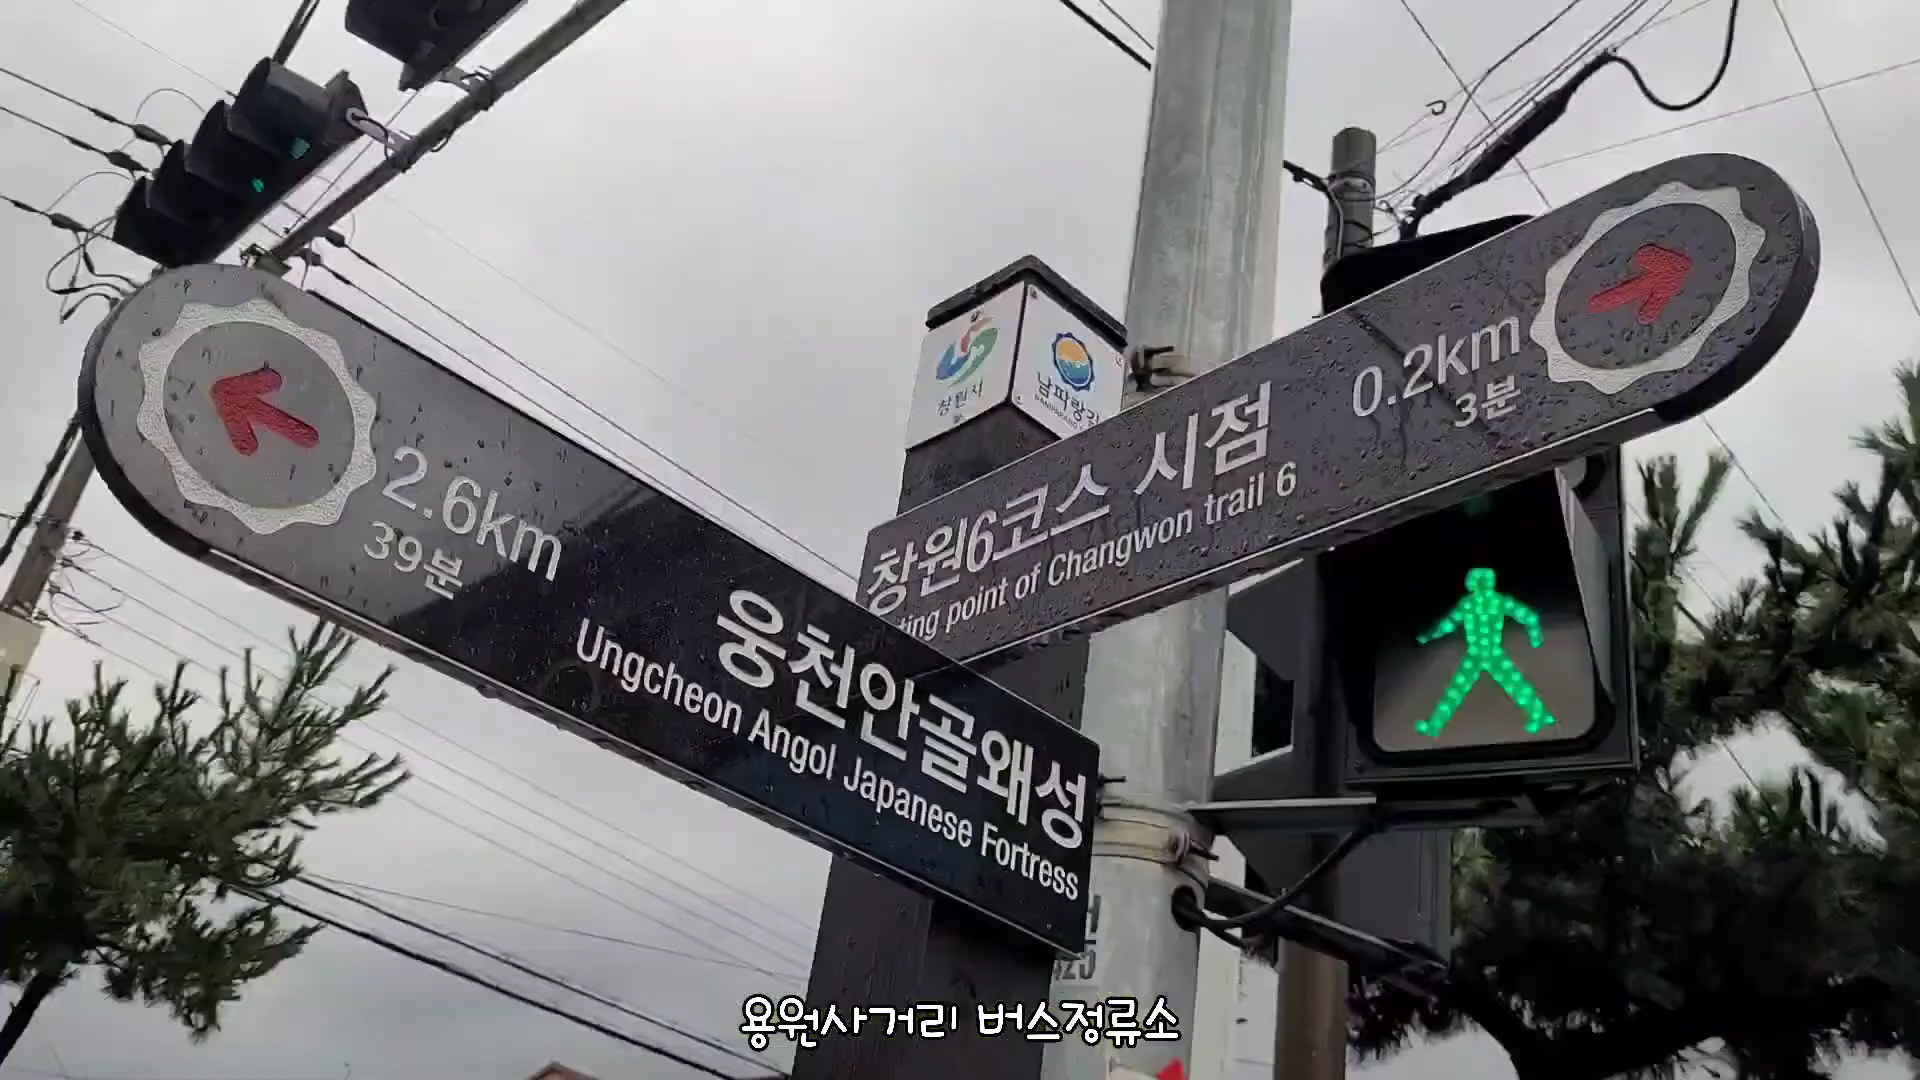 2.6km
39분
웅천안골왜성
Ungcheon Angol Japanese Fortress
창원시
남파랑길
창원6코스 시점
point of Changwon trail 6
0.2km
3분
용원사거리 버스정류소